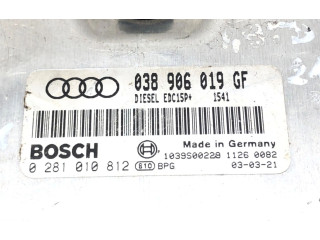 038 906 019 GF
DIESEL EDC15P+ 1541
BOSCH
Made in Germany
1039S00228 1126 0082
0 281 010 812 610 BPG 03-03-21